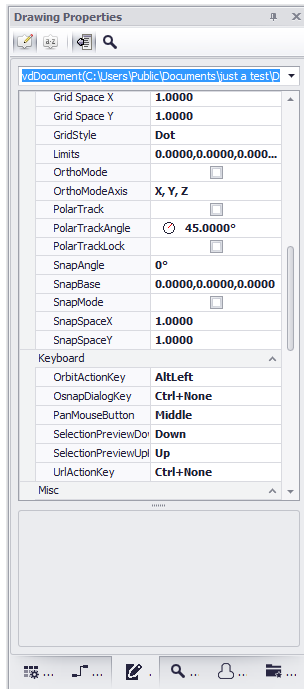 Drawing Properties
vdDocument(C:\Users\Public\Documents\just a test\D
Grid Space X 1.0000
Grid Space Y 1.0000
GridStyle Dot
Limits 0.0000,0.0000,0.000...
OrthoMode
OrthoModeAxis X, Y, Z
PolarTrack
PolarTrackAngle 45.0000°
PolarTrackLock
SnapAngle 0°
SnapBase 0.0000,0.0000,0.0000
SnapMode
SnapSpaceX 1.0000
SnapSpaceY 1.0000
Keyboard
OrbitActionKey AltLeft
OsnapDialogKey Ctrl+None
PanMouseButton Middle
SelectionPreviewDov Down
SelectionPreviewUpI Up
UrlActionKey Ctrl+None
Misc
... ... . ... ... ...